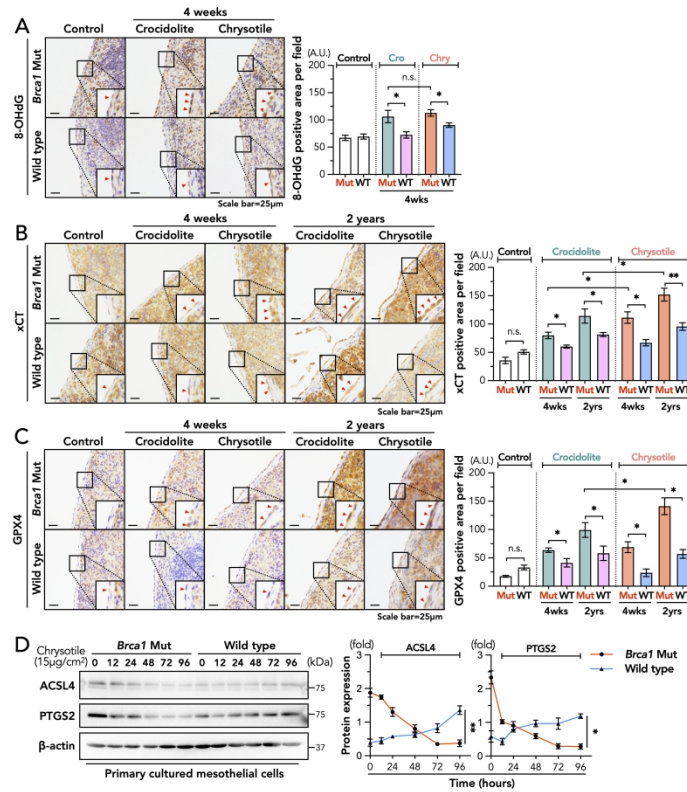 A
4 weeks
Control Crocidolite Chrysotile
8-OHdG
Brca1 Mut
Wild type
Scale bar=25μm
(A.U.)
Control Cro Chry
8-OHdG positive area per field
200
150
100
50
0
n.s.
* *
Mut WT Mut WT Mut WT
4wks
B
4 weeks 2 years
Control Crocidolite Chrysotile Crocidolite Chrysotile
xCT
Brca1 Mut
Wild type
Scale bar=25μm
(A.U.)
Control Crocidolite Chrysotile
xCT positive area per field
200
150
100
50
0
n.s.
* * * * * **
Mut WT Mut WT Mut WT Mut WT Mut WT
4wks 2yrs 4wks 2yrs
C
4 weeks 2 years
Control Crocidolite Chrysotile Crocidolite Chrysotile
GPX4
Brca1 Mut
Wild type
Scale bar=25μm
(A.U.)
Control Crocidolite Chrysotile
GPX4 positive area per field
200
150
100
50
0
n.s.
* * * * *
Mut WT Mut WT Mut WT Mut WT Mut WT
4wks 2yrs 4wks 2yrs
D
Brca1 Mut Wild type
Chrysotile (15μg/cm²) 0 12 24 48 72 96 0 12 24 48 72 96 (kDa)
ACSL4 75
PTGS2 75
β-actin 37
Primary cultured mesothelial cells
(fold) ACSL4 (fold) PTGS2
Protein expression
3
2
1
0
0 24 48 72 96
**
3
2
1
0
0 24 48 72 96
*
Time (hours)
Brca1 Mut
Wild type